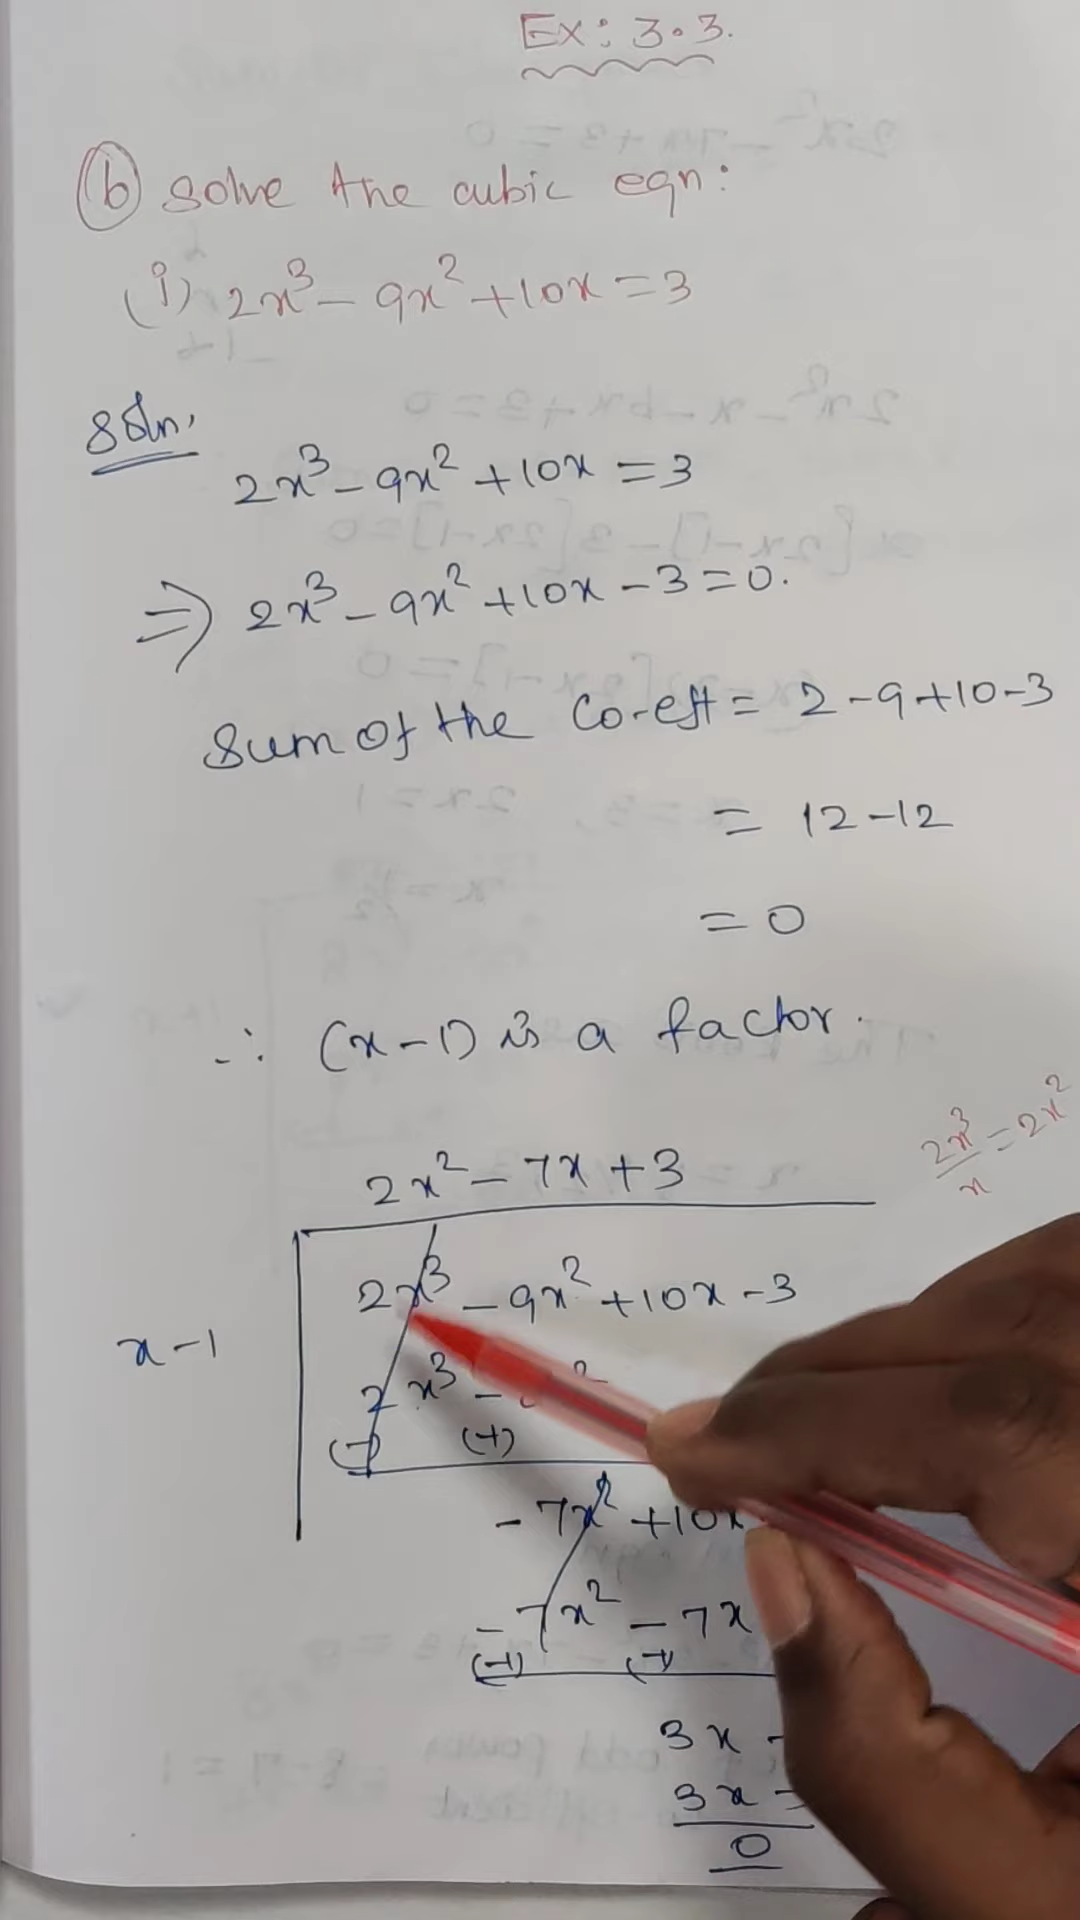 Ex: 3.3.
(b) solve the cubic eqn:
(i) 2x³ - 9x² + 10x = 3
Soln.
2x³ - 9x² + 10x = 3
⇒ 2x³ - 9x² + 10x - 3 = 0.
Sum of the Co-eff = 2 - 9 + 10 - 3
= 12 - 12
= 0
∴ (x - 1) is a factor.
2x³/x = 2x²
2x² - 7x + 3
2x³ - 9x² + 10x - 3
x - 1
2x³ -
(-) (+)
- 7x² + 10x
- 7x² - 7x
(+) (+)
3x -
3x -
0